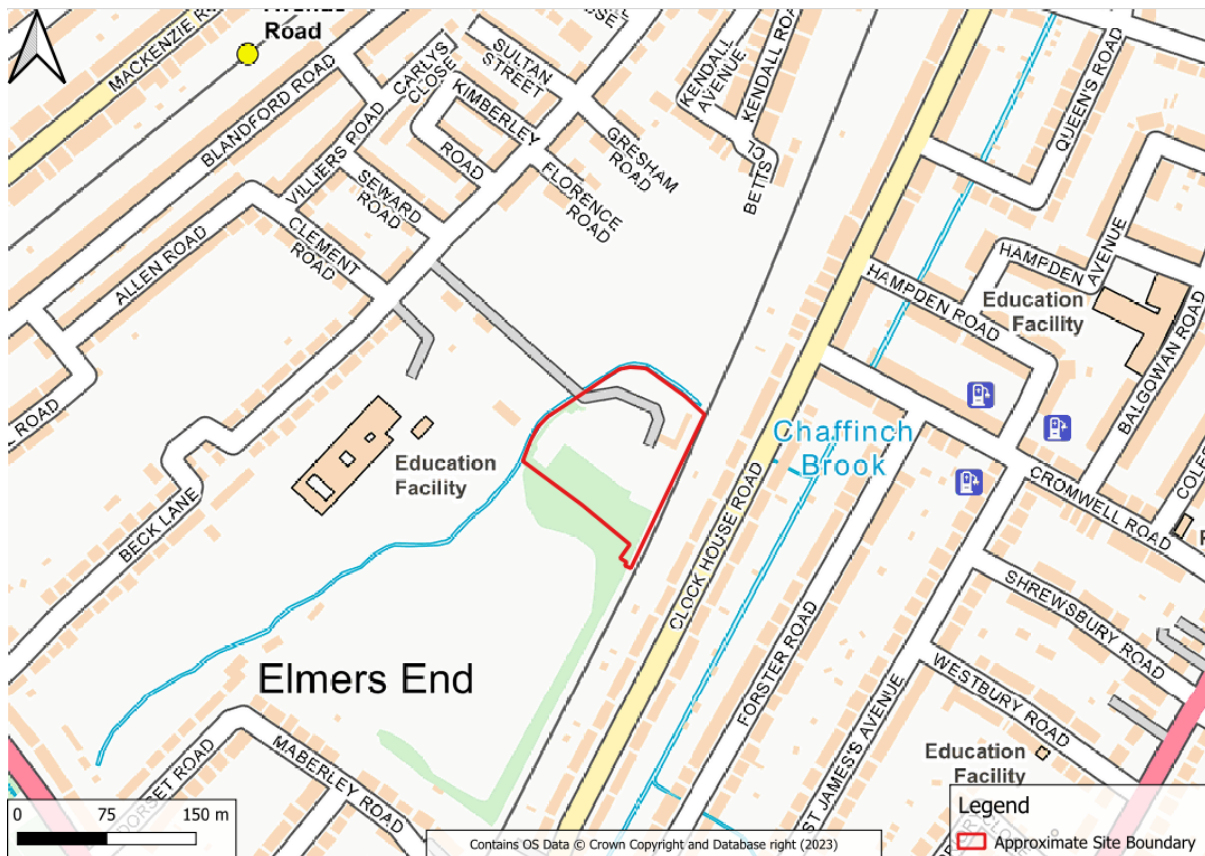 Road
MACKENZIE
BLANDFORD ROAD
CARLYS
CLOSE
SULTAN
STREET
KIMBERLEY
ROAD
VILLIERS ROAD
SEWARD
ROAD
CLEMENT
ROAD
ALLEN ROAD
GRESHAM
ROAD
FLORENCE
ROAD
KENDALL
AVENUE
KENDALL
BETTS CL
QUEEN'S ROAD
HAMPDEN
AVENUE
HAMPDEN ROAD
Education
Facility
BALGOWAN ROAD
ROAD
BECK LANE
Education
Facility
CLOCK HOUSE ROAD
Chaffinch
Brook
CROMWELL ROAD
SHREWSBURY ROAD
WESTBURY ROAD
FORSTER ROAD
ST JAMES'S AVENUE
Education
Facility
Elmers End
DORSET ROAD
MABERLEY ROAD
0 75 150 m
Contains OS Data © Crown Copyright and Database right (2023)
Legend
Approximate Site Boundary